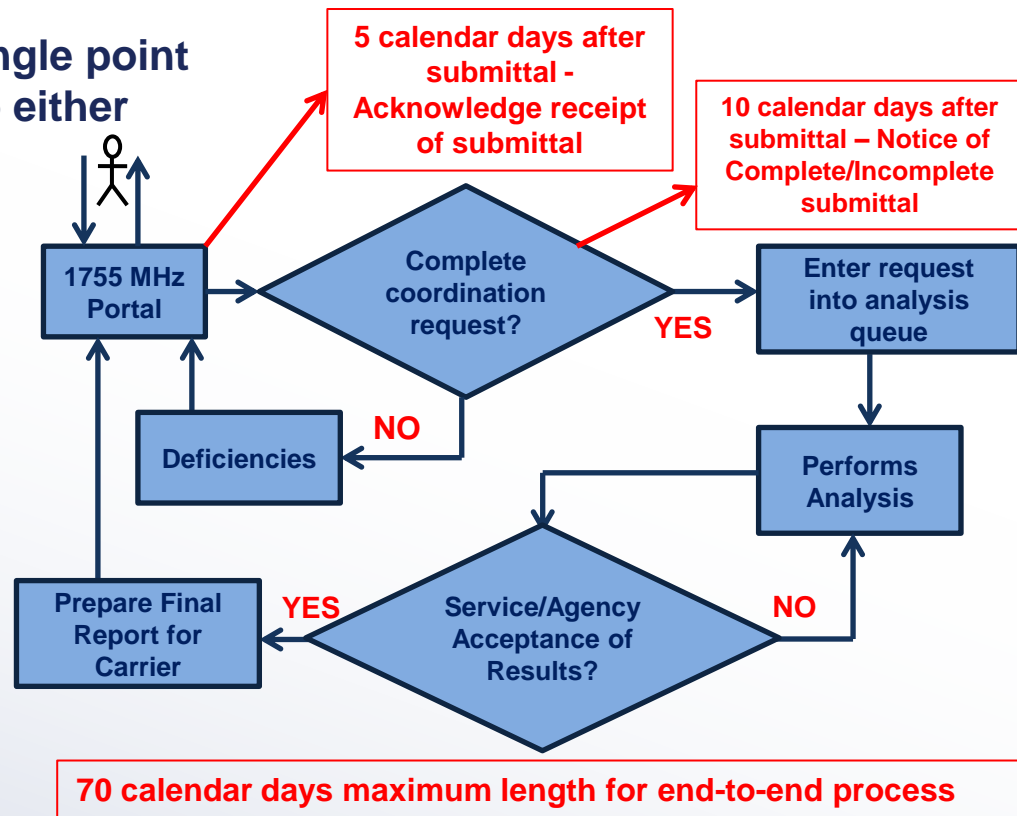 ngle point
either
5 calendar days after
submittal -
Acknowledge receipt
of submittal
10 calendar days after
submittal – Notice of
Complete/Incomplete
submittal
1755 MHz
Portal
Complete
coordination
request?
YES
Enter request
into analysis
queue
NO
Deficiencies
Performs
Analysis
Prepare Final
Report for
Carrier
YES
Service/Agency
Acceptance of
Results?
NO
70 calendar days maximum length for end-to-end process